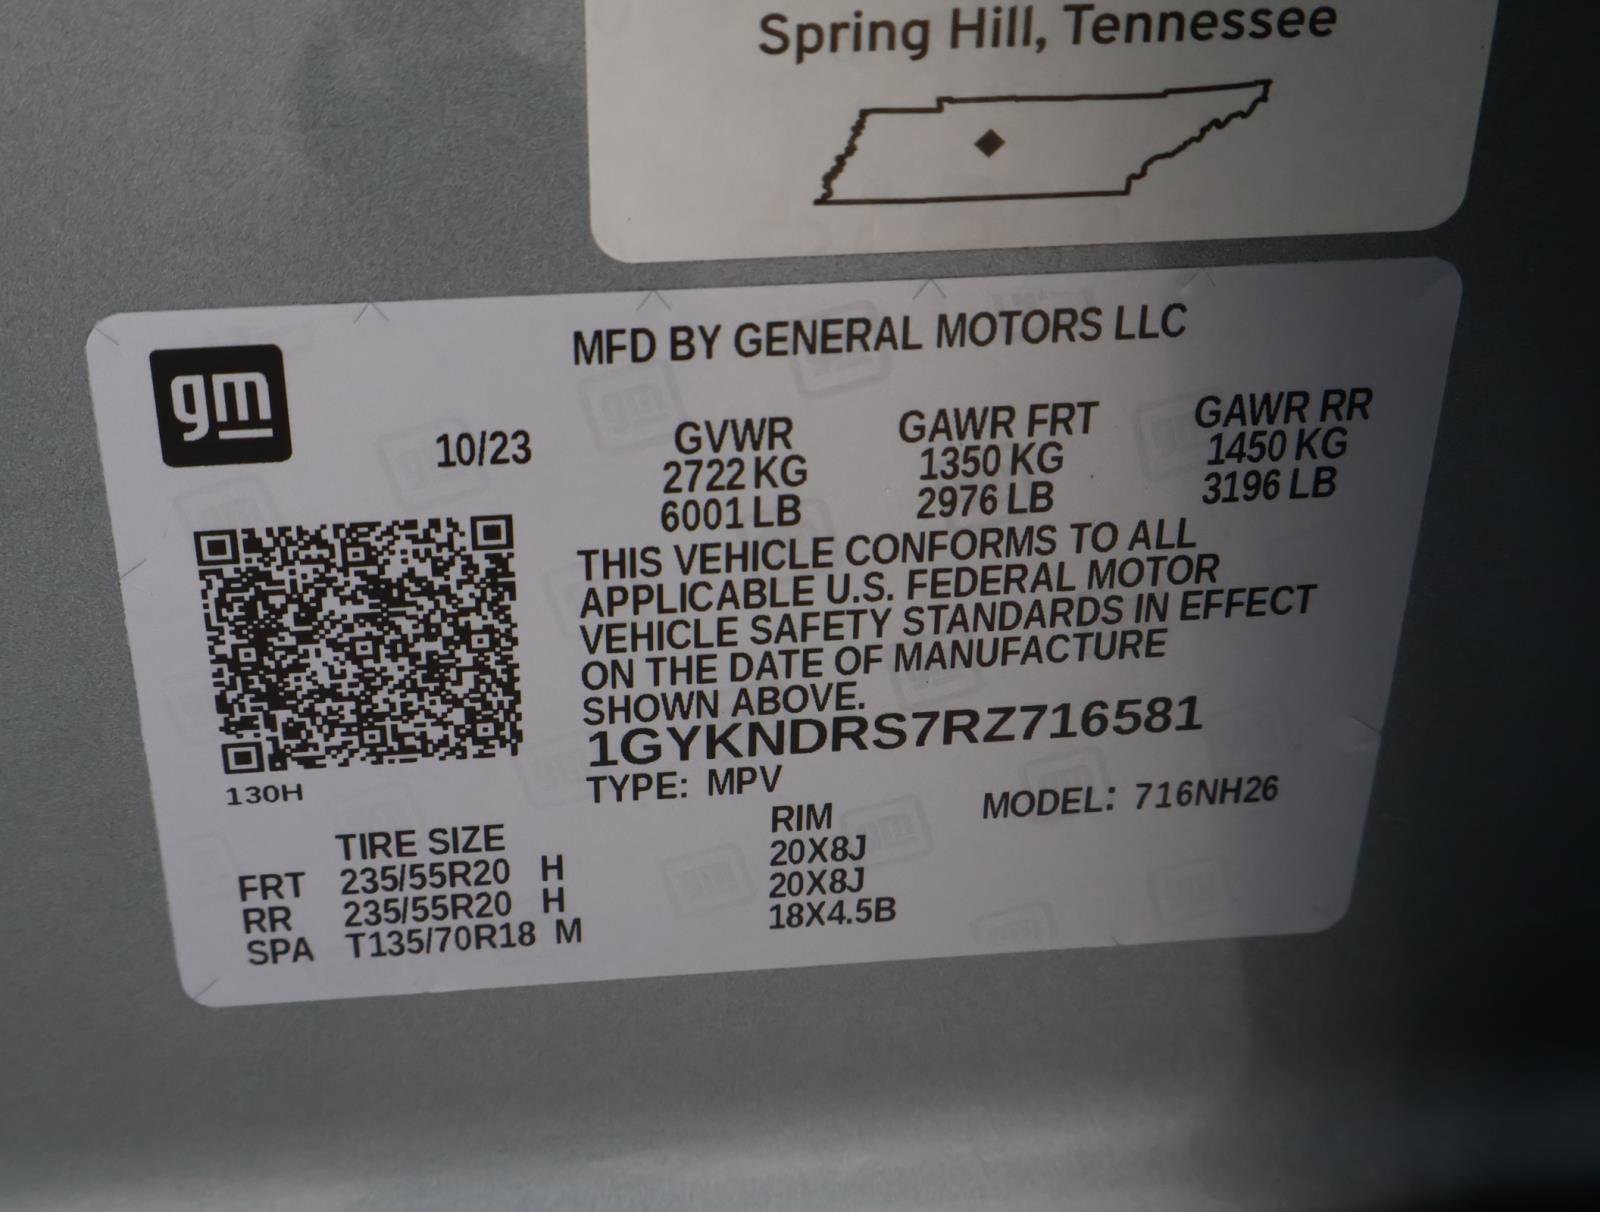 Spring Hill, Tennessee
gm
MFD BY GENERAL MOTORS LLC
10/23 GVWR GAWR FRT GAWR RR
2722 KG 1350 KG 1450 KG
6001 LB 2976 LB 3196 LB
THIS VEHICLE CONFORMS TO ALL
APPLICABLE U.S. FEDERAL MOTOR
VEHICLE SAFETY STANDARDS IN EFFECT
ON THE DATE OF MANUFACTURE
SHOWN ABOVE.
1GYKNDRS7RZ716581
TYPE: MPV MODEL: 716NH26
130H
TIRE SIZE RIM
FRT 235/55R20 H 20X8J
RR 235/55R20 H 20X8J
SPA T135/70R18 M 18X4.5B